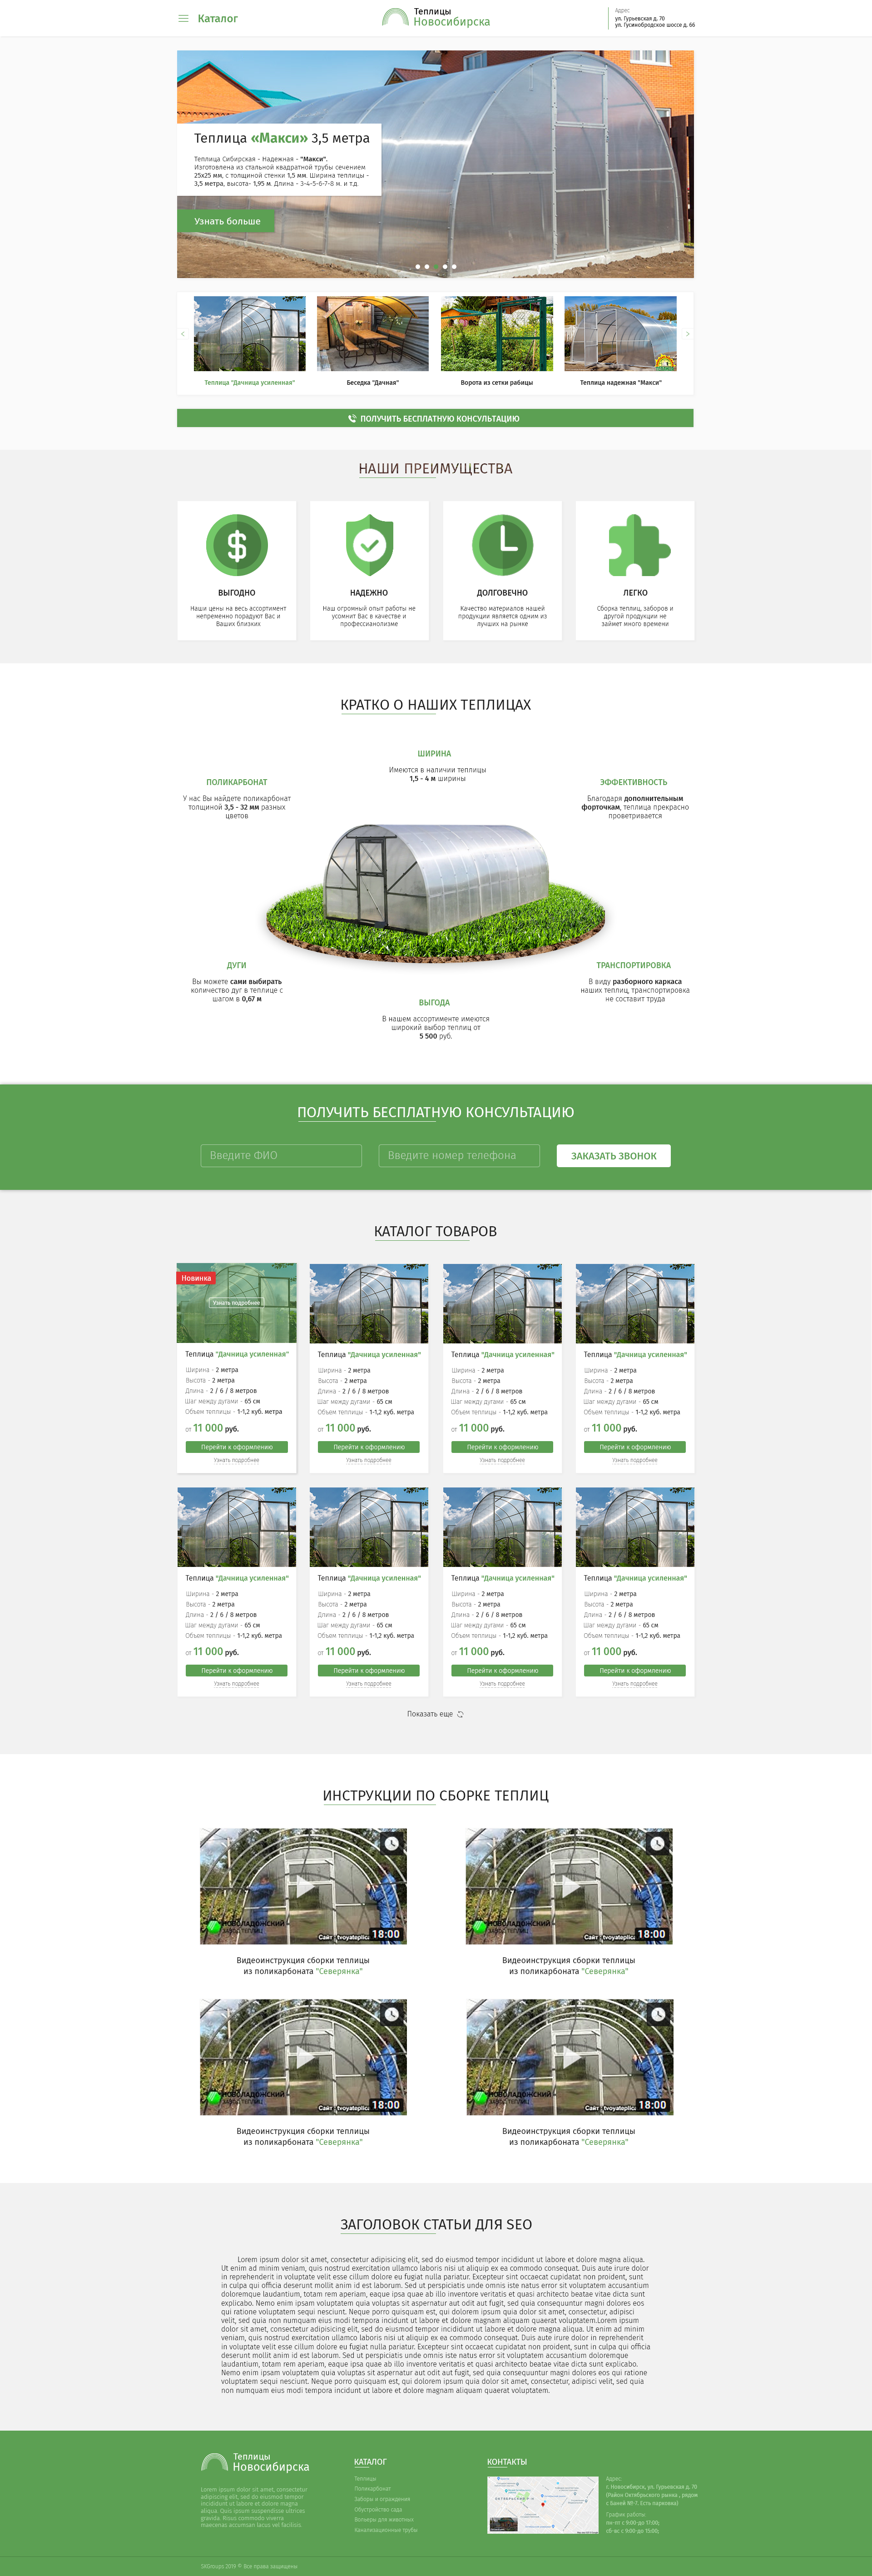 Каталог
Теплицы
Новосибирска
Адрес:
ул. Гурьевская д. 70
ул. Гусинобродское шоссе д. 66
Теплица «Макси» 3,5 метра
Теплица Сибирская - Надежная - "Макси".
Изготовлена из стальной квадратной трубы сечением
25х25 мм, с толщиной стенки 1,5 мм. Ширина теплицы -
3,5 метра, высота- 1,95 м. Длина - 3-4-5-6-7-8 м. и т.д.
Узнать больше
Теплица "Дачница усиленная"
Беседка "Дачная"
Ворота из сетки рабицы
Теплица надежная "Макси"
ПОЛУЧИТЬ БЕСПЛАТНУЮ КОНСУЛЬТАЦИЮ
НАШИ ПРЕИМУЩЕСТВА
ВЫГОДНО
Наши цены на весь ассортимент
непременно порадуют Вас и
Ваших близких
НАДЕЖНО
Наш огромный опыт работы не
усомнит Вас в качестве и
профессианолизме
ДОЛГОВЕЧНО
Качество материалов нашей
продукции является одним из
лучших на рынке
ЛЕГКО
Сборка теплиц, заборов и
другой продукции не
займет много времени
КРАТКО О НАШИХ ТЕПЛИЦАХ
ШИРИНА
Имеются в наличии теплицы
1,5 - 4 м ширины
ПОЛИКАРБОНАТ
У нас Вы найдете поликарбонат
толщиной 3,5 - 32 мм разных
цветов
ЭФФЕКТИВНОСТЬ
Благодаря дополнительным
форточкам, теплица прекрасно
проветривается
ДУГИ
Вы можете сами выбирать
количество дуг в теплице с
шагом в 0,67 м
ТРАНСПОРТИРОВКА
В виду разборного каркаса
наших теплиц, транспортировка
не составит труда
ВЫГОДА
В нашем ассортименте имеются
широкий выбор теплиц от
5 500 руб.
ПОЛУЧИТЬ БЕСПЛАТНУЮ КОНСУЛЬТАЦИЮ
Введите ФИО
Введите номер телефона
ЗАКАЗАТЬ ЗВОНОК
КАТАЛОГ ТОВАРОВ
Новинка
Узнать подробнее
Теплица "Дачница усиленная"
Ширина - 2 метра
Высота - 2 метра
Длина - 2 / 6 / 8 метров
Шаг между дугами - 65 см
Объем теплицы - 1-1,2 куб. метра
от 11 000 руб.
Перейти к оформлению
Узнать подробнее
Теплица "Дачница усиленная"
Ширина - 2 метра
Высота - 2 метра
Длина - 2 / 6 / 8 метров
Шаг между дугами - 65 см
Объем теплицы - 1-1,2 куб. метра
от 11 000 руб.
Перейти к оформлению
Узнать подробнее
Теплица "Дачница усиленная"
Ширина - 2 метра
Высота - 2 метра
Длина - 2 / 6 / 8 метров
Шаг между дугами - 65 см
Объем теплицы - 1-1,2 куб. метра
от 11 000 руб.
Перейти к оформлению
Узнать подробнее
Теплица "Дачница усиленная"
Ширина - 2 метра
Высота - 2 метра
Длина - 2 / 6 / 8 метров
Шаг между дугами - 65 см
Объем теплицы - 1-1,2 куб. метра
от 11 000 руб.
Перейти к оформлению
Узнать подробнее
Теплица "Дачница усиленная"
Ширина - 2 метра
Высота - 2 метра
Длина - 2 / 6 / 8 метров
Шаг между дугами - 65 см
Объем теплицы - 1-1,2 куб. метра
от 11 000 руб.
Перейти к оформлению
Узнать подробнее
Теплица "Дачница усиленная"
Ширина - 2 метра
Высота - 2 метра
Длина - 2 / 6 / 8 метров
Шаг между дугами - 65 см
Объем теплицы - 1-1,2 куб. метра
от 11 000 руб.
Перейти к оформлению
Узнать подробнее
Теплица "Дачница усиленная"
Ширина - 2 метра
Высота - 2 метра
Длина - 2 / 6 / 8 метров
Шаг между дугами - 65 см
Объем теплицы - 1-1,2 куб. метра
от 11 000 руб.
Перейти к оформлению
Узнать подробнее
Теплица "Дачница усиленная"
Ширина - 2 метра
Высота - 2 метра
Длина - 2 / 6 / 8 метров
Шаг между дугами - 65 см
Объем теплицы - 1-1,2 куб. метра
от 11 000 руб.
Перейти к оформлению
Узнать подробнее
Показать еще
ИНСТРУКЦИИ ПО СБОРКЕ ТЕПЛИЦ
НОВОЛАДОЖСКИЙ
ЗАВОД ТЕПЛИЦ
Сайт - tvoyateplica
18:00
Видеоинструкция сборки теплицы
из поликарбоната "Северянка"
НОВОЛАДОЖСКИЙ
ЗАВОД ТЕПЛИЦ
Сайт - tvoyateplica
18:00
Видеоинструкция сборки теплицы
из поликарбоната "Северянка"
НОВОЛАДОЖСКИЙ
ЗАВОД ТЕПЛИЦ
Сайт - tvoyateplica
18:00
Видеоинструкция сборки теплицы
из поликарбоната "Северянка"
НОВОЛАДОЖСКИЙ
ЗАВОД ТЕПЛИЦ
Сайт - tvoyateplica
18:00
Видеоинструкция сборки теплицы
из поликарбоната "Северянка"
ЗАГОЛОВОК СТАТЬИ ДЛЯ SEO
Lorem ipsum dolor sit amet, consectetur adipisicing elit, sed do eiusmod tempor incididunt ut labore et dolore magna aliqua.
Ut enim ad minim veniam, quis nostrud exercitation ullamco laboris nisi ut aliquip ex ea commodo consequat. Duis aute irure dolor
in reprehenderit in voluptate velit esse cillum dolore eu fugiat nulla pariatur. Excepteur sint occaecat cupidatat non proident, sunt
in culpa qui officia deserunt mollit anim id est laborum. Sed ut perspiciatis unde omnis iste natus error sit voluptatem accusantium
doloremque laudantium, totam rem aperiam, eaque ipsa quae ab illo inventore veritatis et quasi architecto beatae vitae dicta sunt
explicabo. Nemo enim ipsam voluptatem quia voluptas sit aspernatur aut odit aut fugit, sed quia consequuntur magni dolores eos
qui ratione voluptatem sequi nesciunt. Neque porro quisquam est, qui dolorem ipsum quia dolor sit amet, consectetur, adipisci
velit, sed quia non numquam eius modi tempora incidunt ut labore et dolore magnam aliquam quaerat voluptatem.Lorem ipsum
dolor sit amet, consectetur adipisicing elit, sed do eiusmod tempor incididunt ut labore et dolore magna aliqua. Ut enim ad minim
veniam, quis nostrud exercitation ullamco laboris nisi ut aliquip ex ea commodo consequat. Duis aute irure dolor in reprehenderit
in voluptate velit esse cillum dolore eu fugiat nulla pariatur. Excepteur sint occaecat cupidatat non proident, sunt in culpa qui officia
deserunt mollit anim id est laborum. Sed ut perspiciatis unde omnis iste natus error sit voluptatem accusantium doloremque
laudantium, totam rem aperiam, eaque ipsa quae ab illo inventore veritatis et quasi architecto beatae vitae dicta sunt explicabo.
Nemo enim ipsam voluptatem quia voluptas sit aspernatur aut odit aut fugit, sed quia consequuntur magni dolores eos qui ratione
voluptatem sequi nesciunt. Neque porro quisquam est, qui dolorem ipsum quia dolor sit amet, consectetur, adipisci velit, sed quia
non numquam eius modi tempora incidunt ut labore et dolore magnam aliquam quaerat voluptatem.
Теплицы
Новосибирска
Lorem ipsum dolor sit amet, consectetur
adipiscing elit, sed do eiusmod tempor
incididunt ut labore et dolore magna
aliqua. Quis ipsum suspendisse ultrices
gravida. Risus commodo viverra
maecenas accumsan lacus vel facilisis.
КАТАЛОГ
Теплицы
Поликарбонат
Заборы и ограждения
Обустройство сада
Вольеры для животных
Канализационные трубы
КОНТАКТЫ
Адрес:
г. Новосибирск, ул. Гурьевская д. 70
(Район Октябрьского рынка , рядом
с Баней №-7. Есть парковка)
График работы:
пн-пт с 9:00 до 17:00;
сб-вс с 9:00 до 15:00;
SKGroups 2019 © Все права защищены